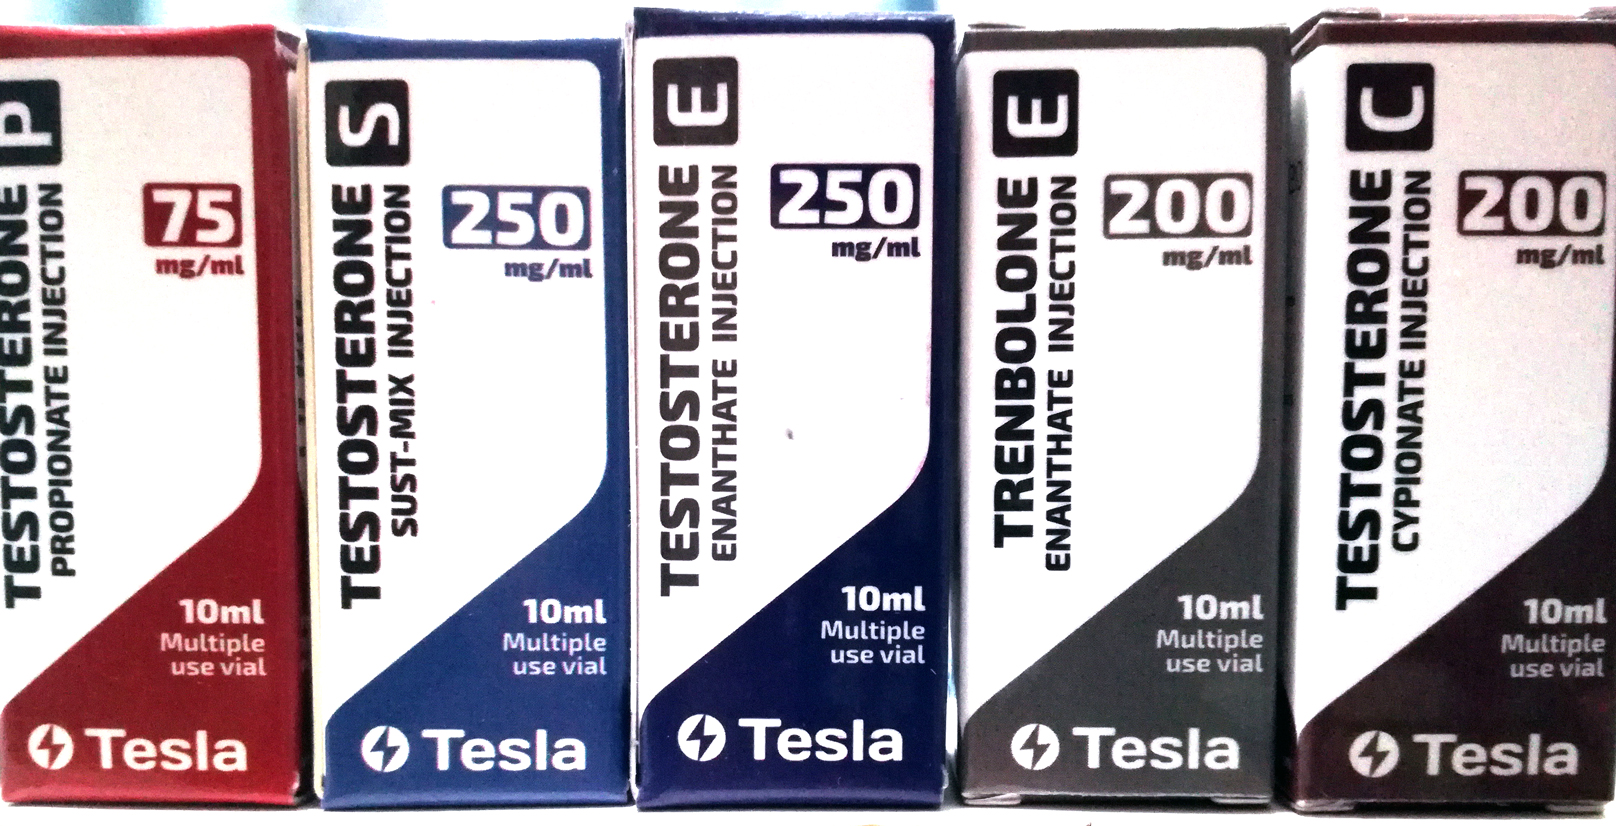 P
TESTOSTERONE
PROPIONATE INJECTION
75
mg/ml
10ml
Multiple
use vial
Tesla
S
TESTOSTERONE
SUST-MIX INJECTION
250
mg/ml
10ml
Multiple
use vial
Tesla
E
TESTOSTERONE
ENANTHATE INJECTION
250
mg/ml
10ml
Multiple
use vial
Tesla
E
TRENBOLONE
ENANTHATE INJECTION
200
mg/ml
10ml
Multiple
use vial
Tesla
C
TESTOSTERONE
CYPIONATE INJECTION
200
mg/ml
10ml
Multiple
use vial
Tesla